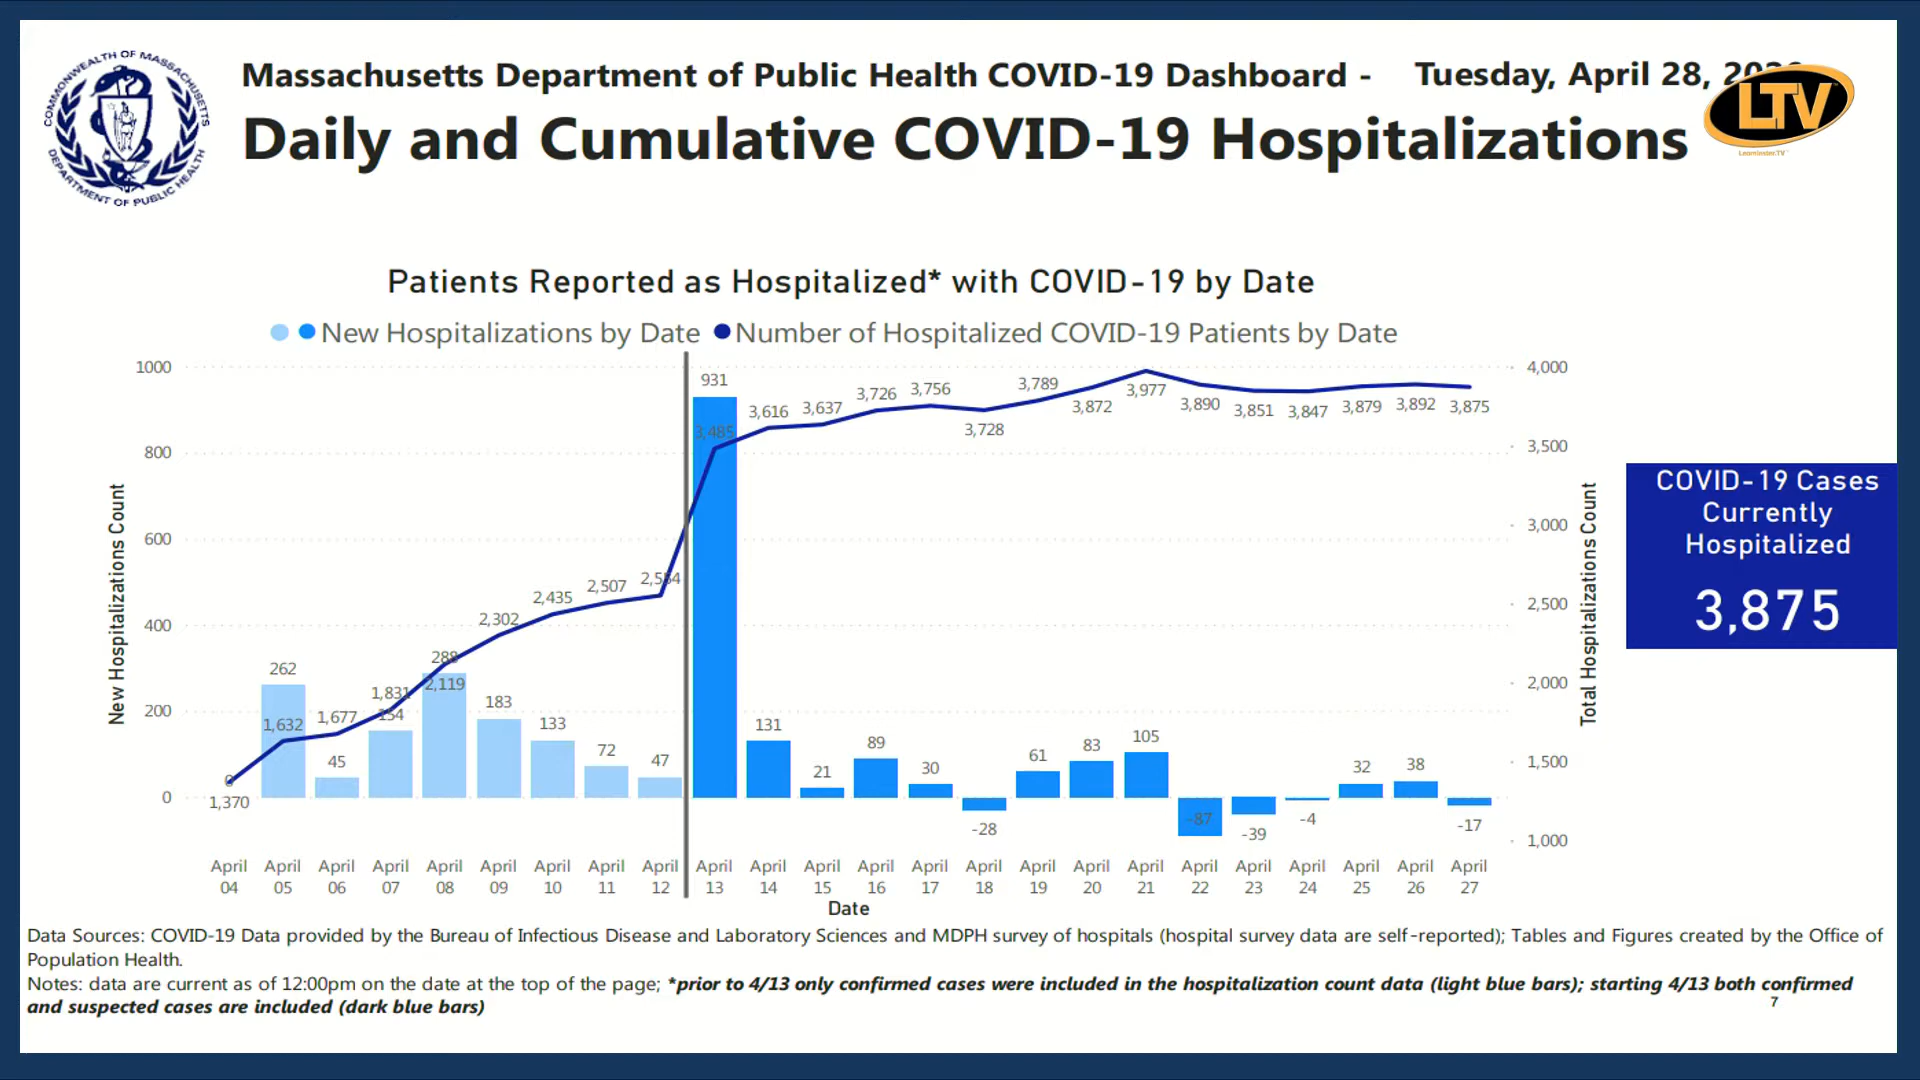 COMMONWEALTH OF MASSACHUSETTS
DEPARTMENT OF PUBLIC HEALTH
Massachusetts Department of Public Health COVID-19 Dashboard - Tuesday, April 28,
LTV
Leominster.TV
Daily and Cumulative COVID-19 Hospitalizations
Patients Reported as Hospitalized* with COVID-19 by Date
New Hospitalizations by Date Number of Hospitalized COVID-19 Patients by Date
New Hospitalizations Count
1000
800
600
400
200
0
0 262 45 154 288 183 133 72 47 931 131 21 89 30 -28 61 83 105 -87 -39 -4 32 38 -17
1,370 1,632 1,677 1,831 2,119 2,302 2,435 2,507 2,554 3,485 3,616 3,637 3,726 3,756 3,728 3,789 3,872 3,977 3,890 3,851 3,847 3,879 3,892 3,875
4,000
3,500
3,000
2,500
2,000
1,500
1,000
Total Hospitalizations Count
April April April April April April April April April April April April April April April April April April April April April April April April
04 05 06 07 08 09 10 11 12 13 14 15 16 17 18 19 20 21 22 23 24 25 26 27
Date
COVID-19 Cases
Currently
Hospitalized
3,875
Data Sources: COVID-19 Data provided by the Bureau of Infectious Disease and Laboratory Sciences and MDPH survey of hospitals (hospital survey data are self-reported); Tables and Figures created by the Office of
Population Health.
Notes: data are current as of 12:00pm on the date at the top of the page; *prior to 4/13 only confirmed cases were included in the hospitalization count data (light blue bars); starting 4/13 both confirmed
and suspected cases are included (dark blue bars)
7